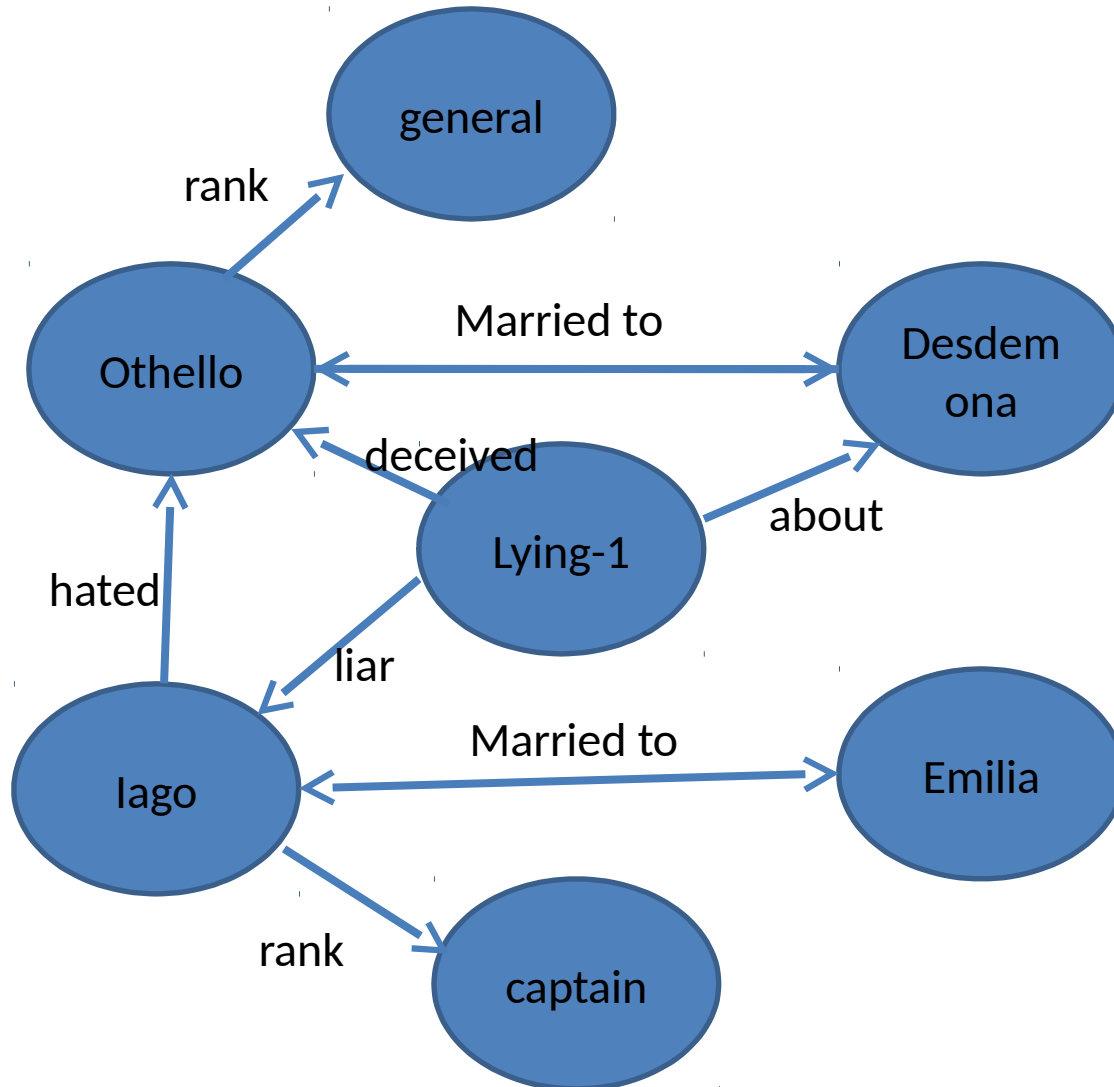 general
rank
Married to
Othello
Desdem
ona
deceived
about
Lying-1
hated
liar
Married to
Iago
Emilia
rank
captain